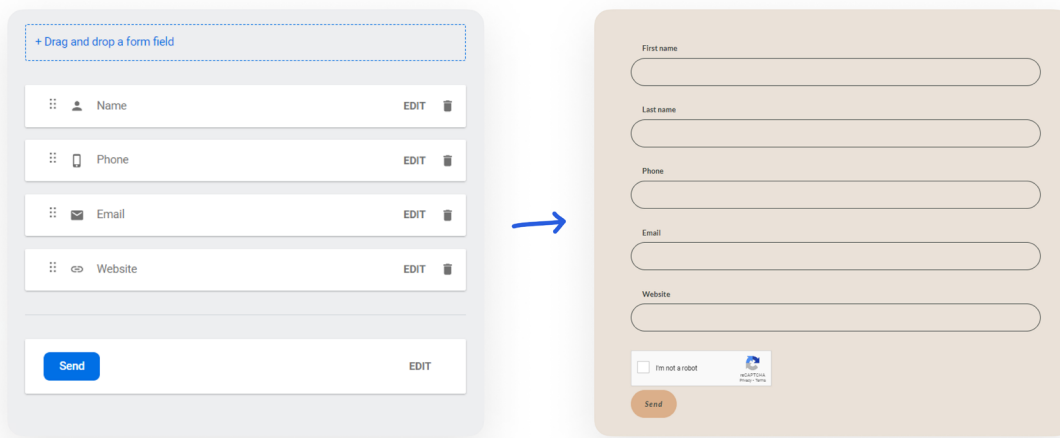 + Drag and drop a form field
Name EDIT
Phone EDIT
Email EDIT
Website EDIT
Send EDIT
First name
Last name
Phone
Email
Website
I'm not a robot
reCAPTCHA
Privacy - Terms
Send